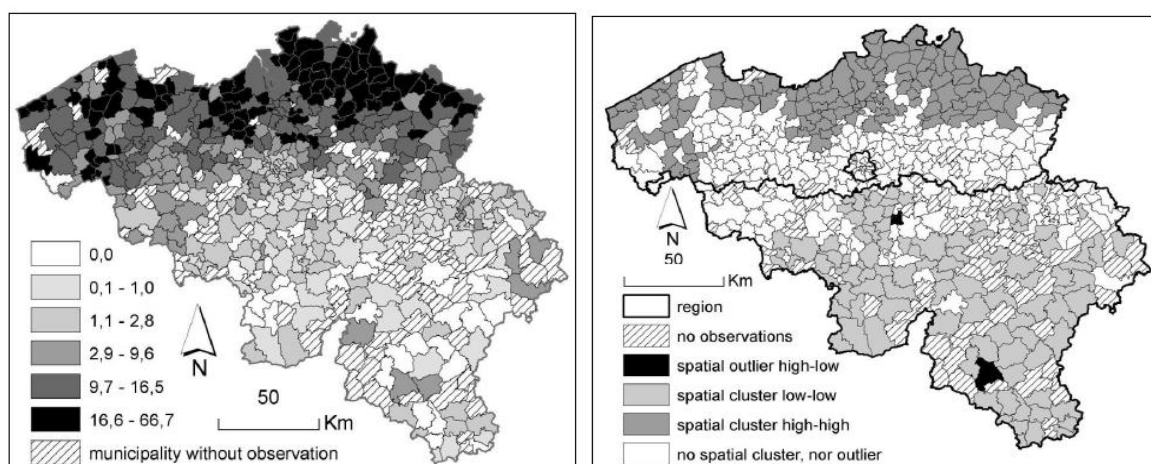 0,0
0,1 - 1,0
1,1 - 2,8
2,9 - 9,6
9,7 - 16,5
16,6 - 66,7
municipality without observation
N
50
Km
N
50
Km
region
no observations
spatial outlier high-low
spatial cluster low-low
spatial cluster high-high
no spatial cluster, nor outlier